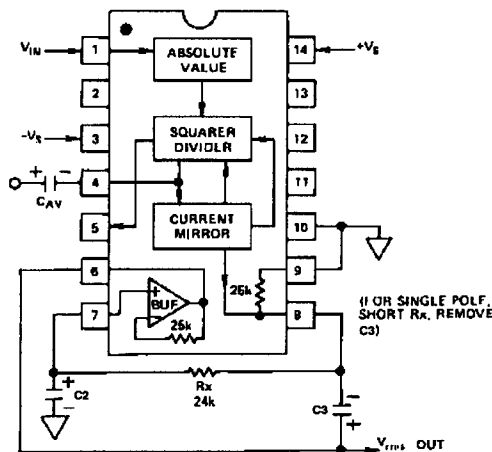 VIN
1
ABSOLUTE
VALUE
14
+VS
2
13
-VS
3
SQUARER
DIVIDER
12
+ -
CAV
4
11
5
CURRENT
MIRROR
10
6
9
25k
7
+
-
BUF
25k
8
(FOR SINGLE POLE,
SHORT Rx, REMOVE
C3)
+
C2
-
Rx
24k
-
C3
+
Vrms OUT